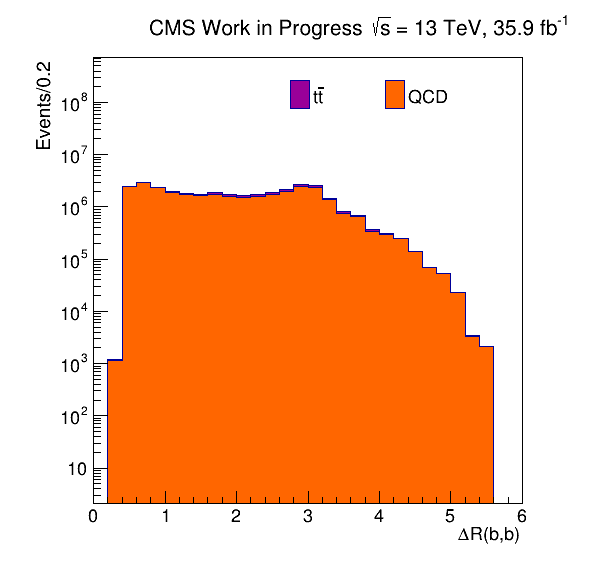 CMS Work in Progress √s = 13 TeV, 35.9 fb⁻¹
Events/0.2
tt̄
QCD
10⁸
10⁷
10⁶
10⁵
10⁴
10³
10²
10
0 1 2 3 4 5 6
ΔR(b,b)